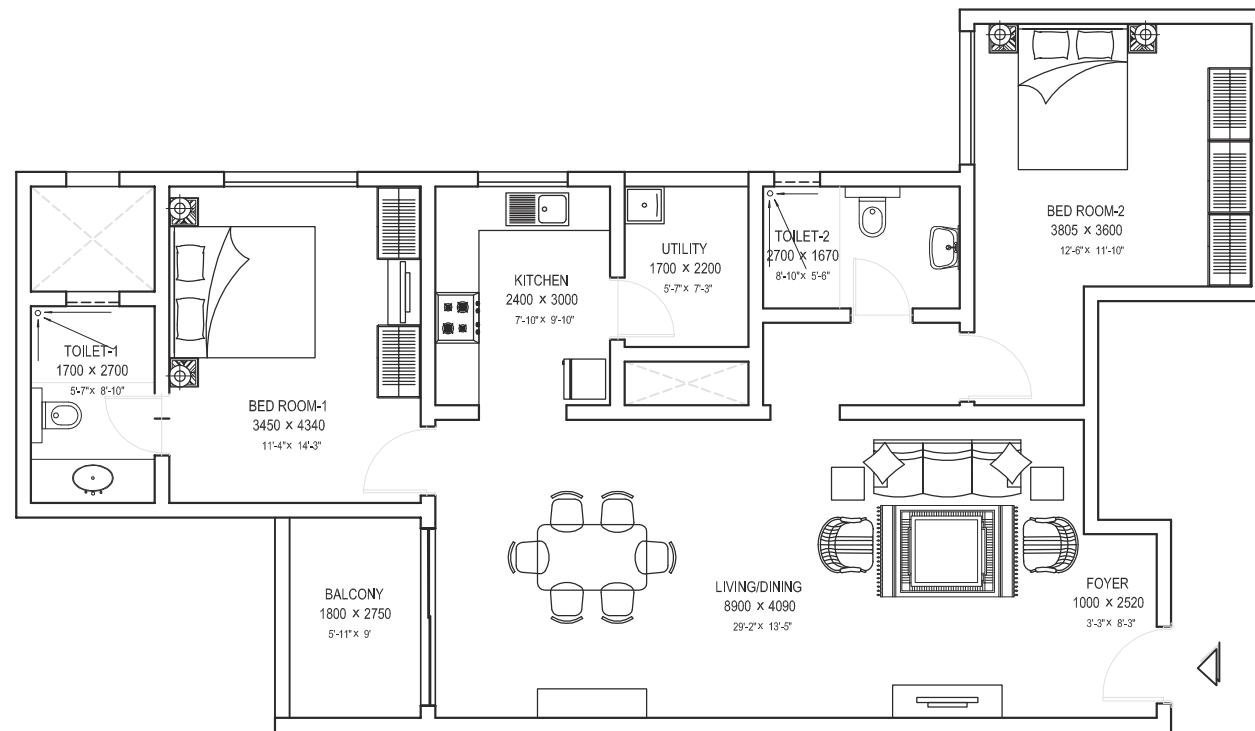 BED ROOM-2
3805 × 3600
12'-6" × 11'-10"
TOILET-2
2700 × 1670
8'-10" × 5'-6"
UTILITY
1700 × 2200
5'-7" × 7'-3"
KITCHEN
2400 × 3000
7'-10" × 9'-10"
TOILET-1
1700 × 2700
5'-7" × 8'-10"
BED ROOM-1
3450 × 4340
11'-4" × 14'-3"
BALCONY
1800 × 2750
5'-11" × 9'
LIVING/DINING
8900 × 4090
29'-2" × 13'-5"
FOYER
1000 × 2520
3'-3" × 8'-3"